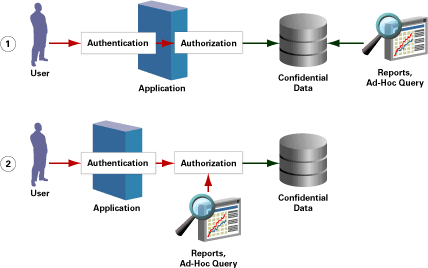 1
Authentication
Authorization
User
Application
Confidential
Data
Reports,
Ad-Hoc Query
2
Authentication
Authorization
User
Application
Confidential
Data
Reports,
Ad-Hoc Query